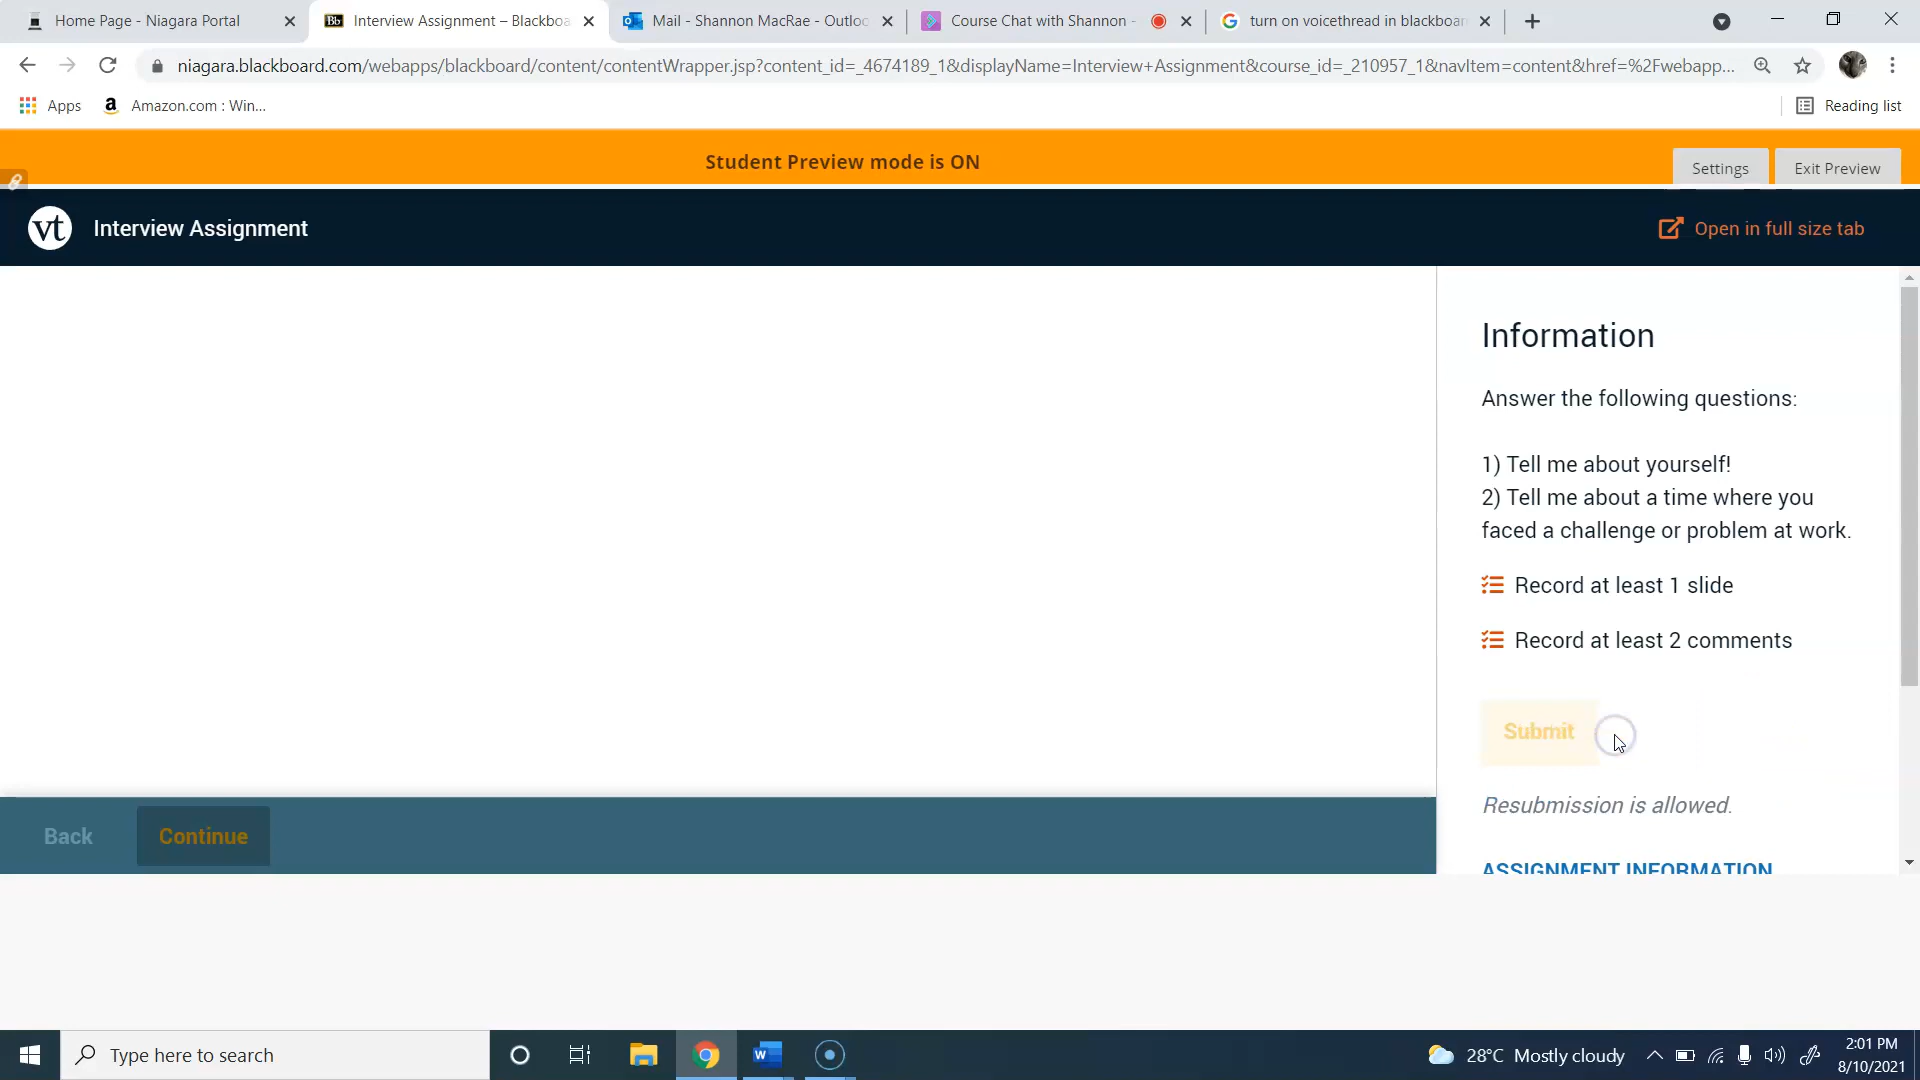 Home Page - Niagara Portal
Interview Assignment – Blackboa
Mail - Shannon MacRae - Outloo
Course Chat with Shannon -
turn on voicethread in blackboar
niagara.blackboard.com/webapps/blackboard/content/contentWrapper.jsp?content_id=_4674189_1&displayName=Interview+Assignment&course_id=_210957_1&navItem=content&href=%2Fwebapp...
Apps
Amazon.com : Win...
Reading list
Student Preview mode is ON
Settings
Exit Preview
vt
Interview Assignment
Open in full size tab
Information
Answer the following questions:
1) Tell me about yourself!
2) Tell me about a time where you
faced a challenge or problem at work.
Record at least 1 slide
Record at least 2 comments
Submit
Resubmission is allowed.
ASSIGNMENT INFORMATION
Back
Continue
Type here to search
28°C Mostly cloudy
2:01 PM
8/10/2021